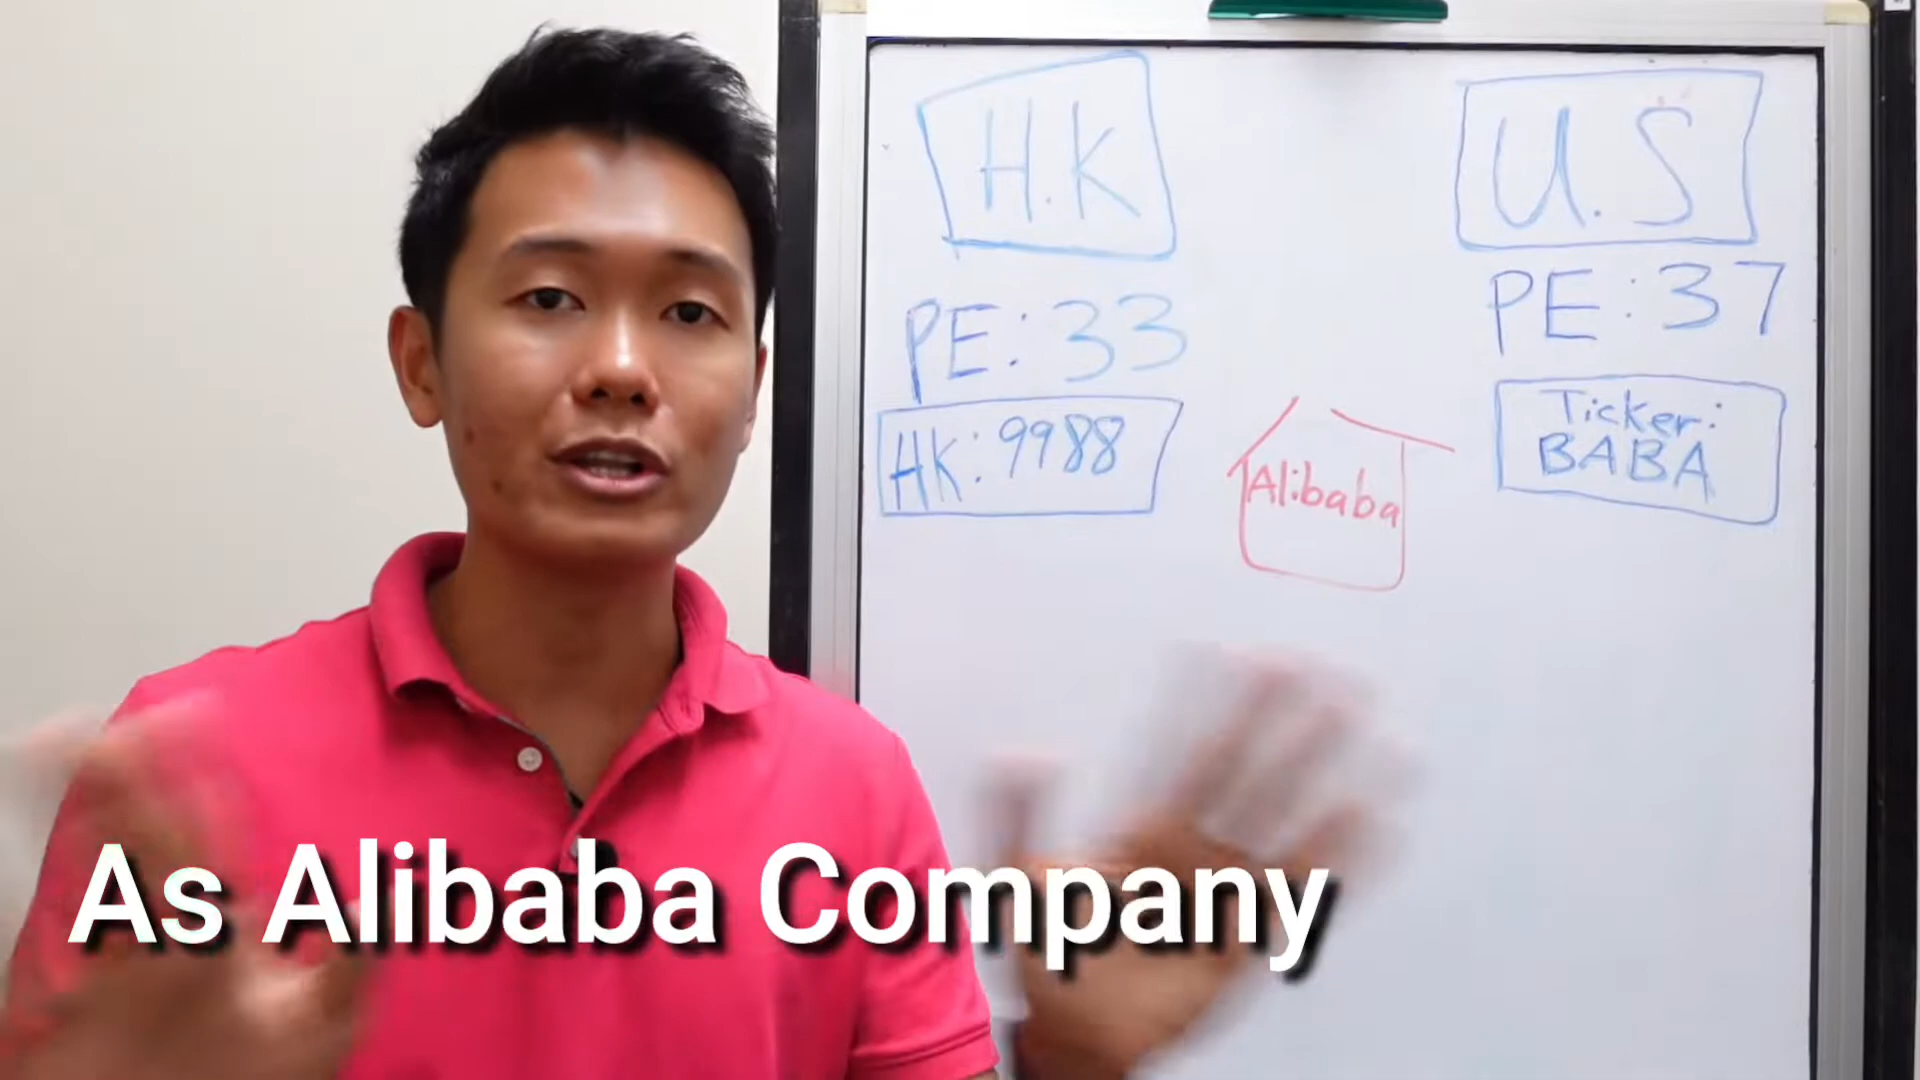 H.K
PE: 33
HK: 9988
Alibaba
U.S
PE: 37
Ticker:
BABA
As Alibaba Company